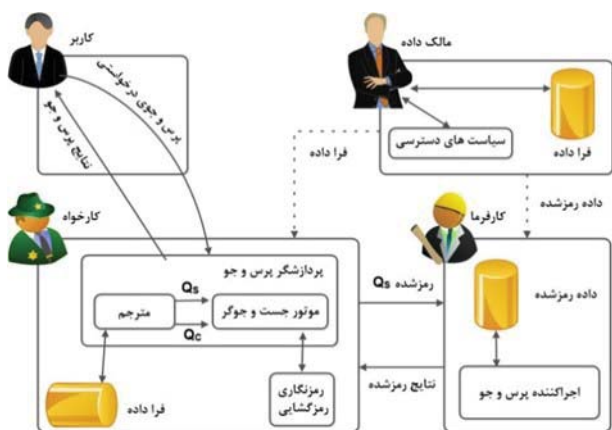 کاربر
مالک داده
پرس و جوی درخواستی
نتایج پرس و جو
سیاست های دسترسی
فرا داده
فرا داده
داده رمزشده
کارخواه
کارفرما
پردازشگر پرس و جو
مترجم
Qs
Qc
موتور جست و جوگر
رمزشده Qs
داده رمزشده
نتایج رمزشده
رمزنگاری
رمزگشایی
فرا داده
اجراکننده پرس و جو